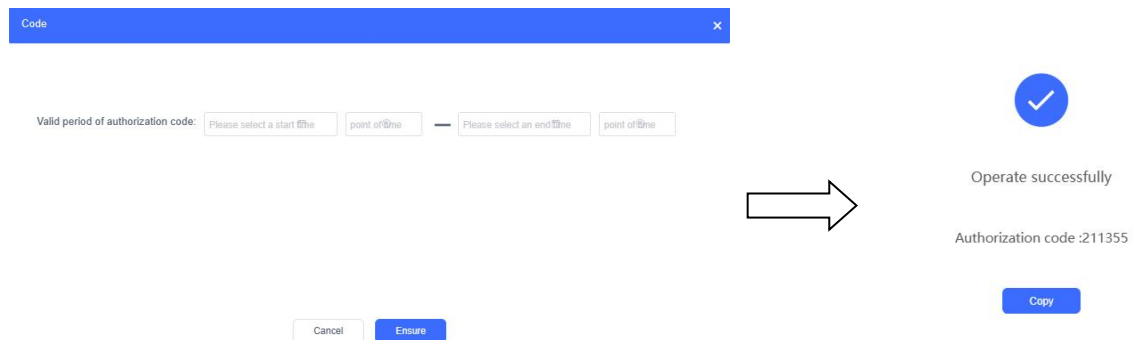 Code
Valid period of authorization code: Please select a start time point of time — Please select an end time point of time
Cancel Ensure
Operate successfully
Authorization code :211355
Copy